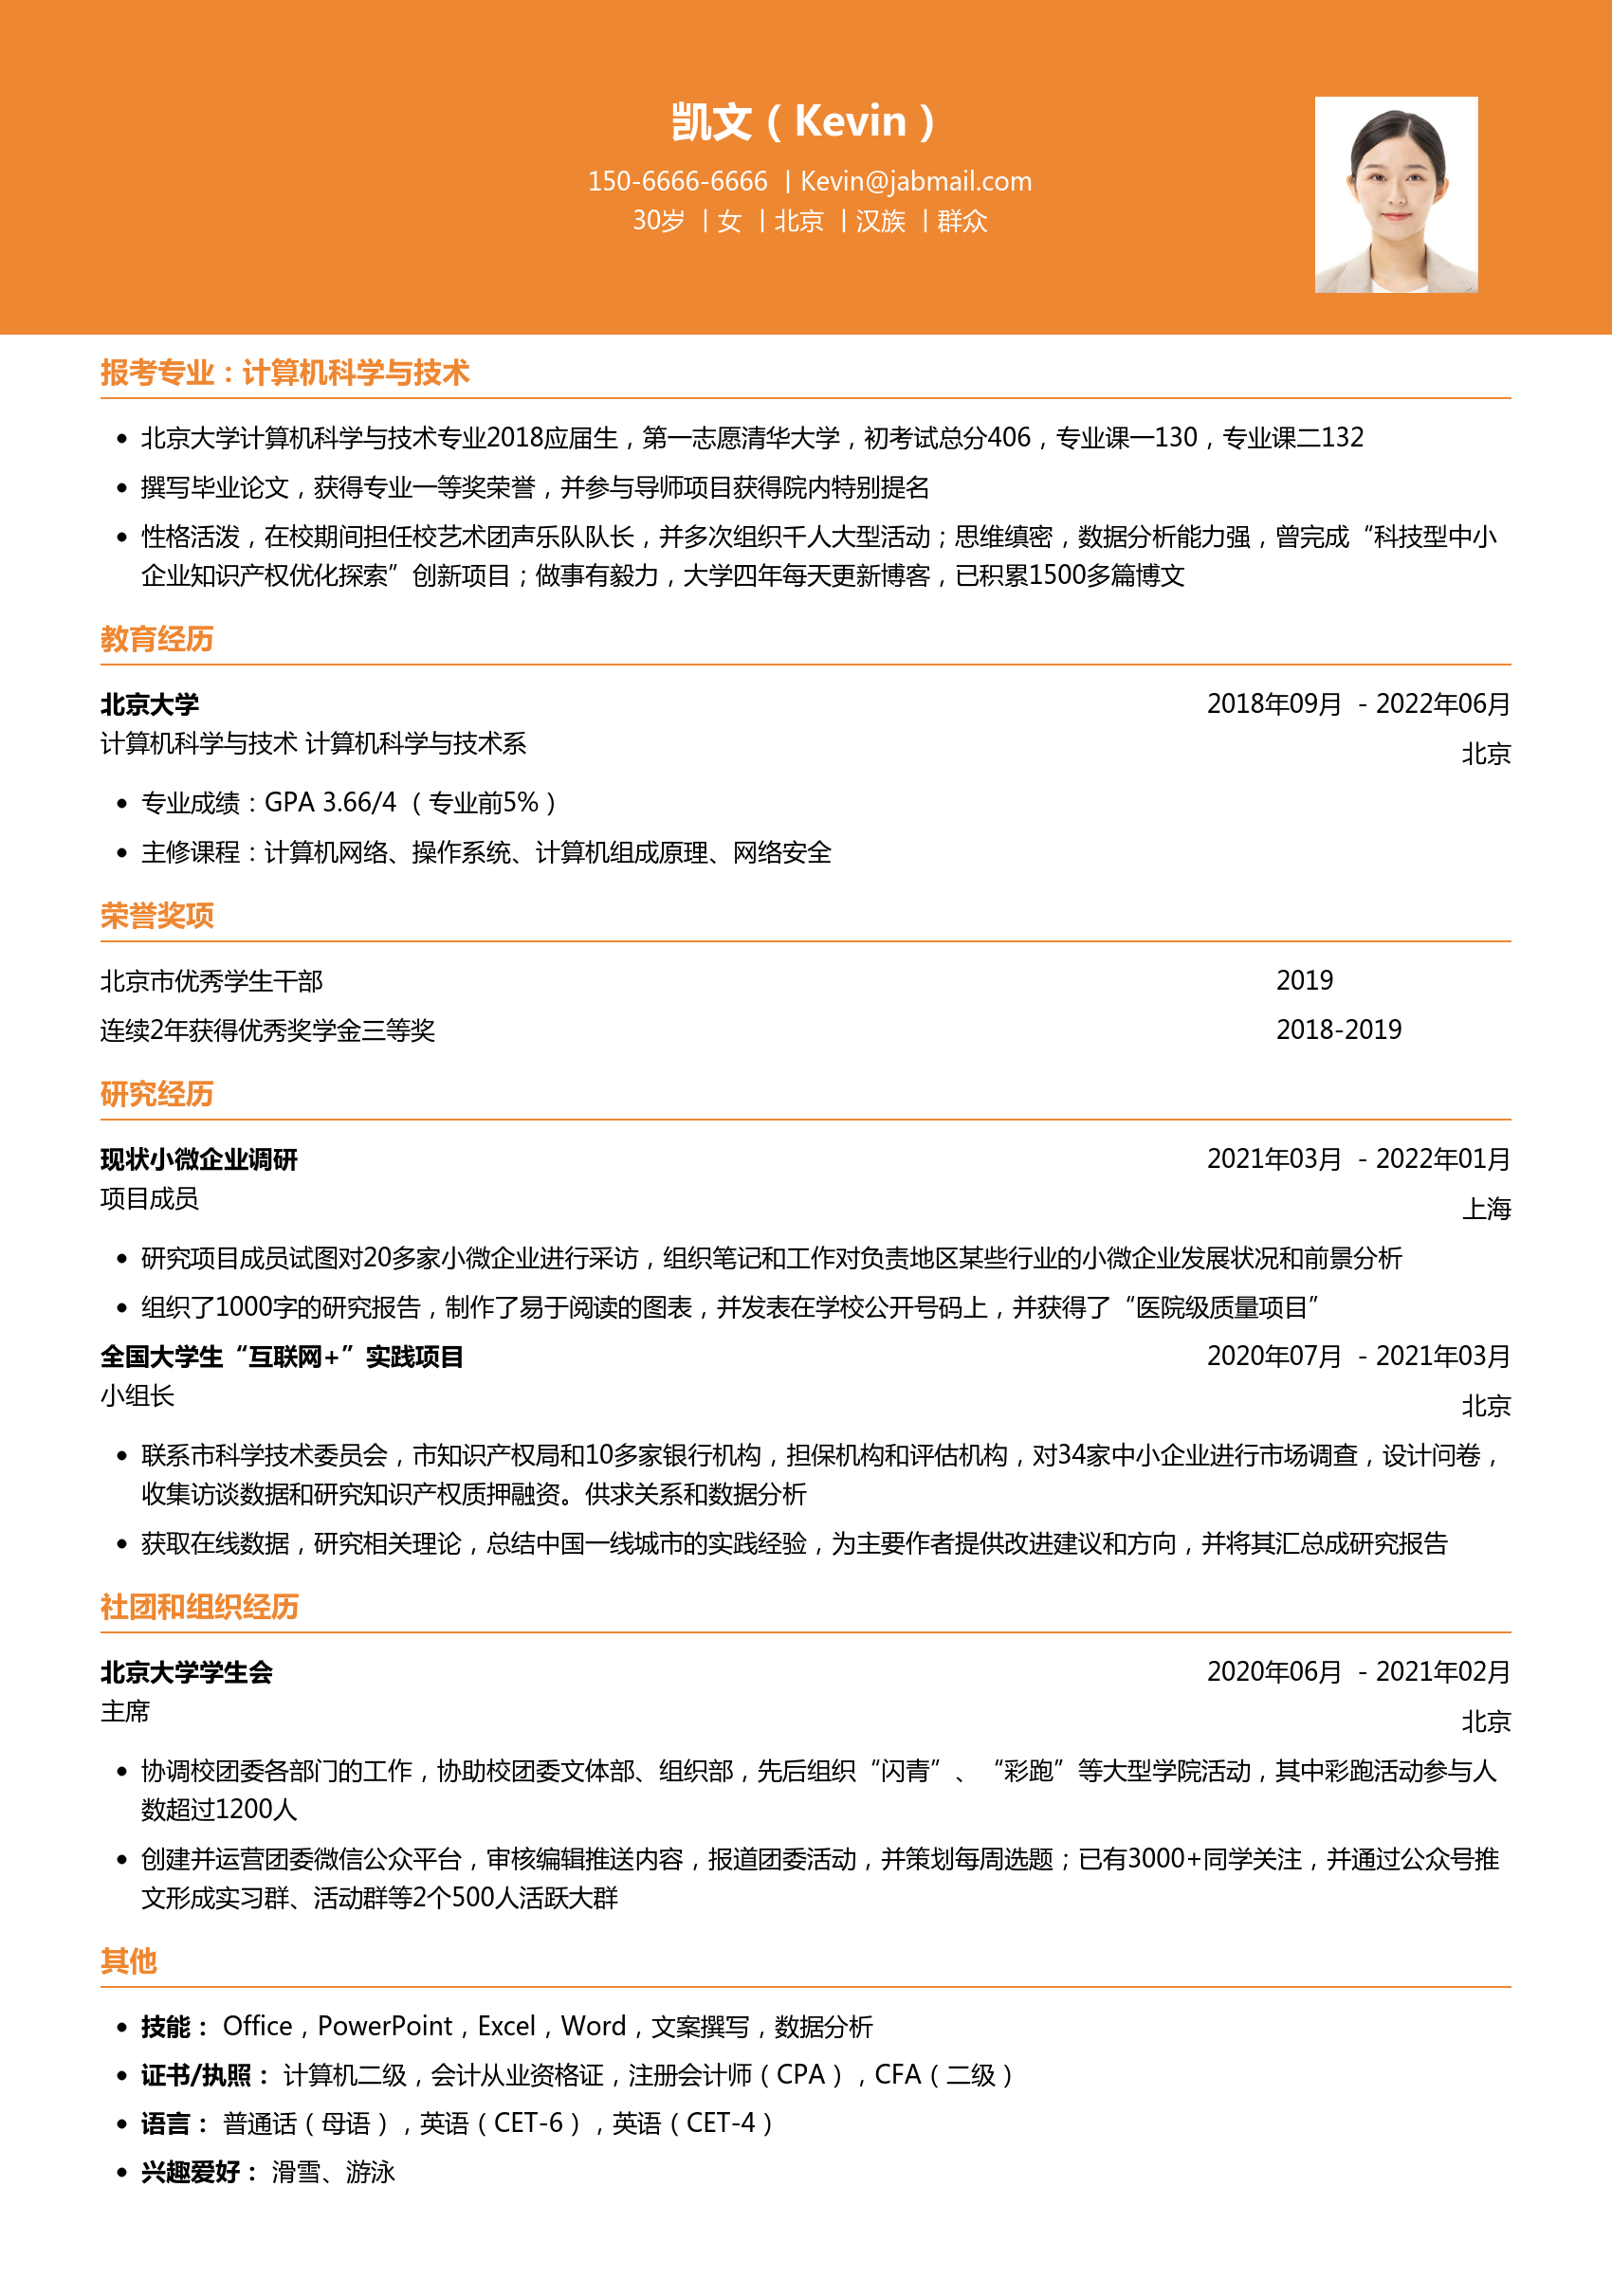 凯文（Kevin）
150-6666-6666 ｜Kevin@jabmail.com
30岁 ｜女 ｜北京 ｜汉族 ｜群众
报考专业：计算机科学与技术
• 北京大学计算机科学与技术专业2018应届生，第一志愿清华大学，初考试总分406，专业课一130，专业课二132
• 撰写毕业论文，获得专业一等奖荣誉，并参与导师项目获得院内特别提名
• 性格活泼，在校期间担任校艺术团声乐队队长，并多次组织千人大型活动；思维缜密，数据分析能力强，曾完成“科技型中小
企业知识产权优化探索”创新项目；做事有毅力，大学四年每天更新博客，已积累1500多篇博文
教育经历
北京大学 2018年09月 - 2022年06月
计算机科学与技术 计算机科学与技术系
北京
• 专业成绩：GPA 3.66/4 （专业前5%）
• 主修课程：计算机网络、操作系统、计算机组成原理、网络安全
荣誉奖项
北京市优秀学生干部 2019
连续2年获得优秀奖学金三等奖 2018-2019
研究经历
现状小微企业调研 2021年03月 - 2022年01月
项目成员
上海
• 研究项目成员试图对20多家小微企业进行采访，组织笔记和工作对负责地区某些行业的小微企业发展状况和前景分析
• 组织了1000字的研究报告，制作了易于阅读的图表，并发表在学校公开号码上，并获得了“医院级质量项目”
全国大学生“互联网+”实践项目 2020年07月 - 2021年03月
小组长
北京
• 联系市科学技术委员会，市知识产权局和10多家银行机构，担保机构和评估机构，对34家中小企业进行市场调查，设计问卷，
收集访谈数据和研究知识产权质押融资。供求关系和数据分析
• 获取在线数据，研究相关理论，总结中国一线城市的实践经验，为主要作者提供改进建议和方向，并将其汇总成研究报告
社团和组织经历
北京大学学生会 2020年06月 - 2021年02月
主席
北京
• 协调校团委各部门的工作，协助校团委文体部、组织部，先后组织“闪青”、“彩跑”等大型学院活动，其中彩跑活动参与人
数超过1200人
• 创建并运营团委微信公众平台，审核编辑推送内容，报道团委活动，并策划每周选题；已有3000+同学关注，并通过公众号推
文形成实习群、活动群等2个500人活跃大群
其他
• 技能： Office，PowerPoint，Excel，Word，文案撰写，数据分析
• 证书/执照： 计算机二级，会计从业资格证，注册会计师（CPA），CFA（二级）
• 语言： 普通话（母语），英语（CET-6），英语（CET-4）
• 兴趣爱好： 滑雪、游泳